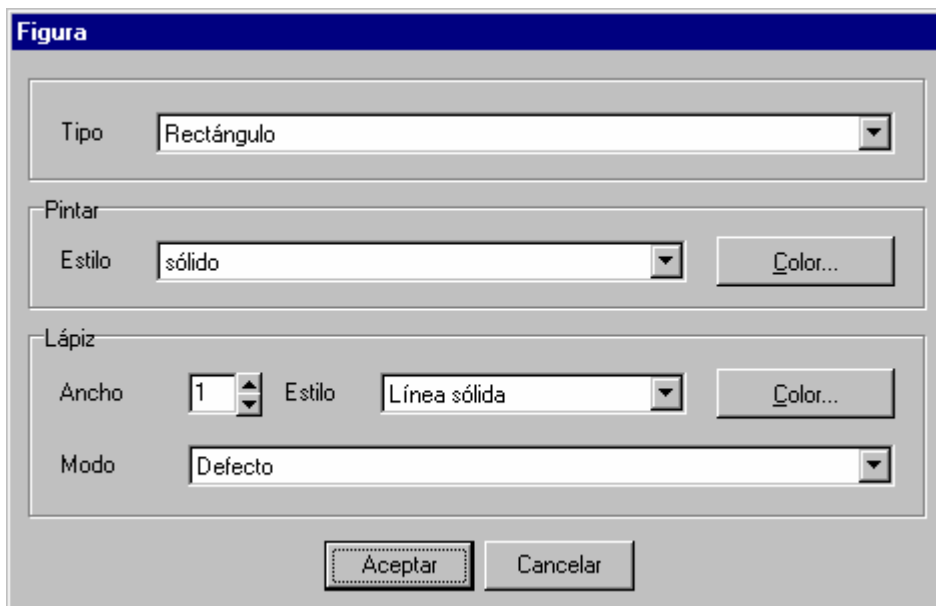 Figura
Tipo Rectángulo
Pintar
Estilo sólido Color...
Lápiz
Ancho 1 Estilo Línea sólida Color...
Modo Defecto
Aceptar Cancelar